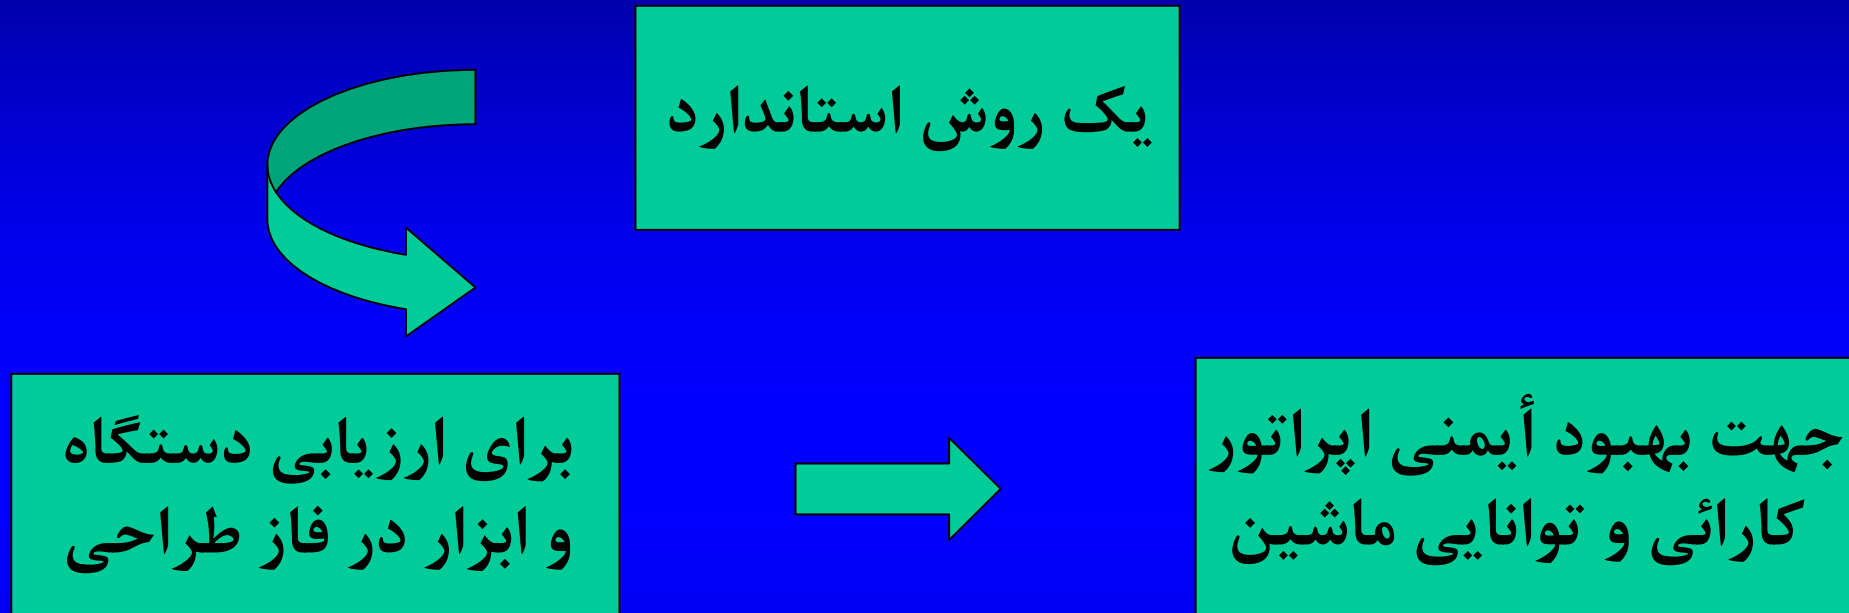 یک روش استاندارد
برای ارزیابی دستگاه
و ابزار در فاز طراحی
جهت بهبود أیمنی اپراتور
کارائی و توانایی ماشین